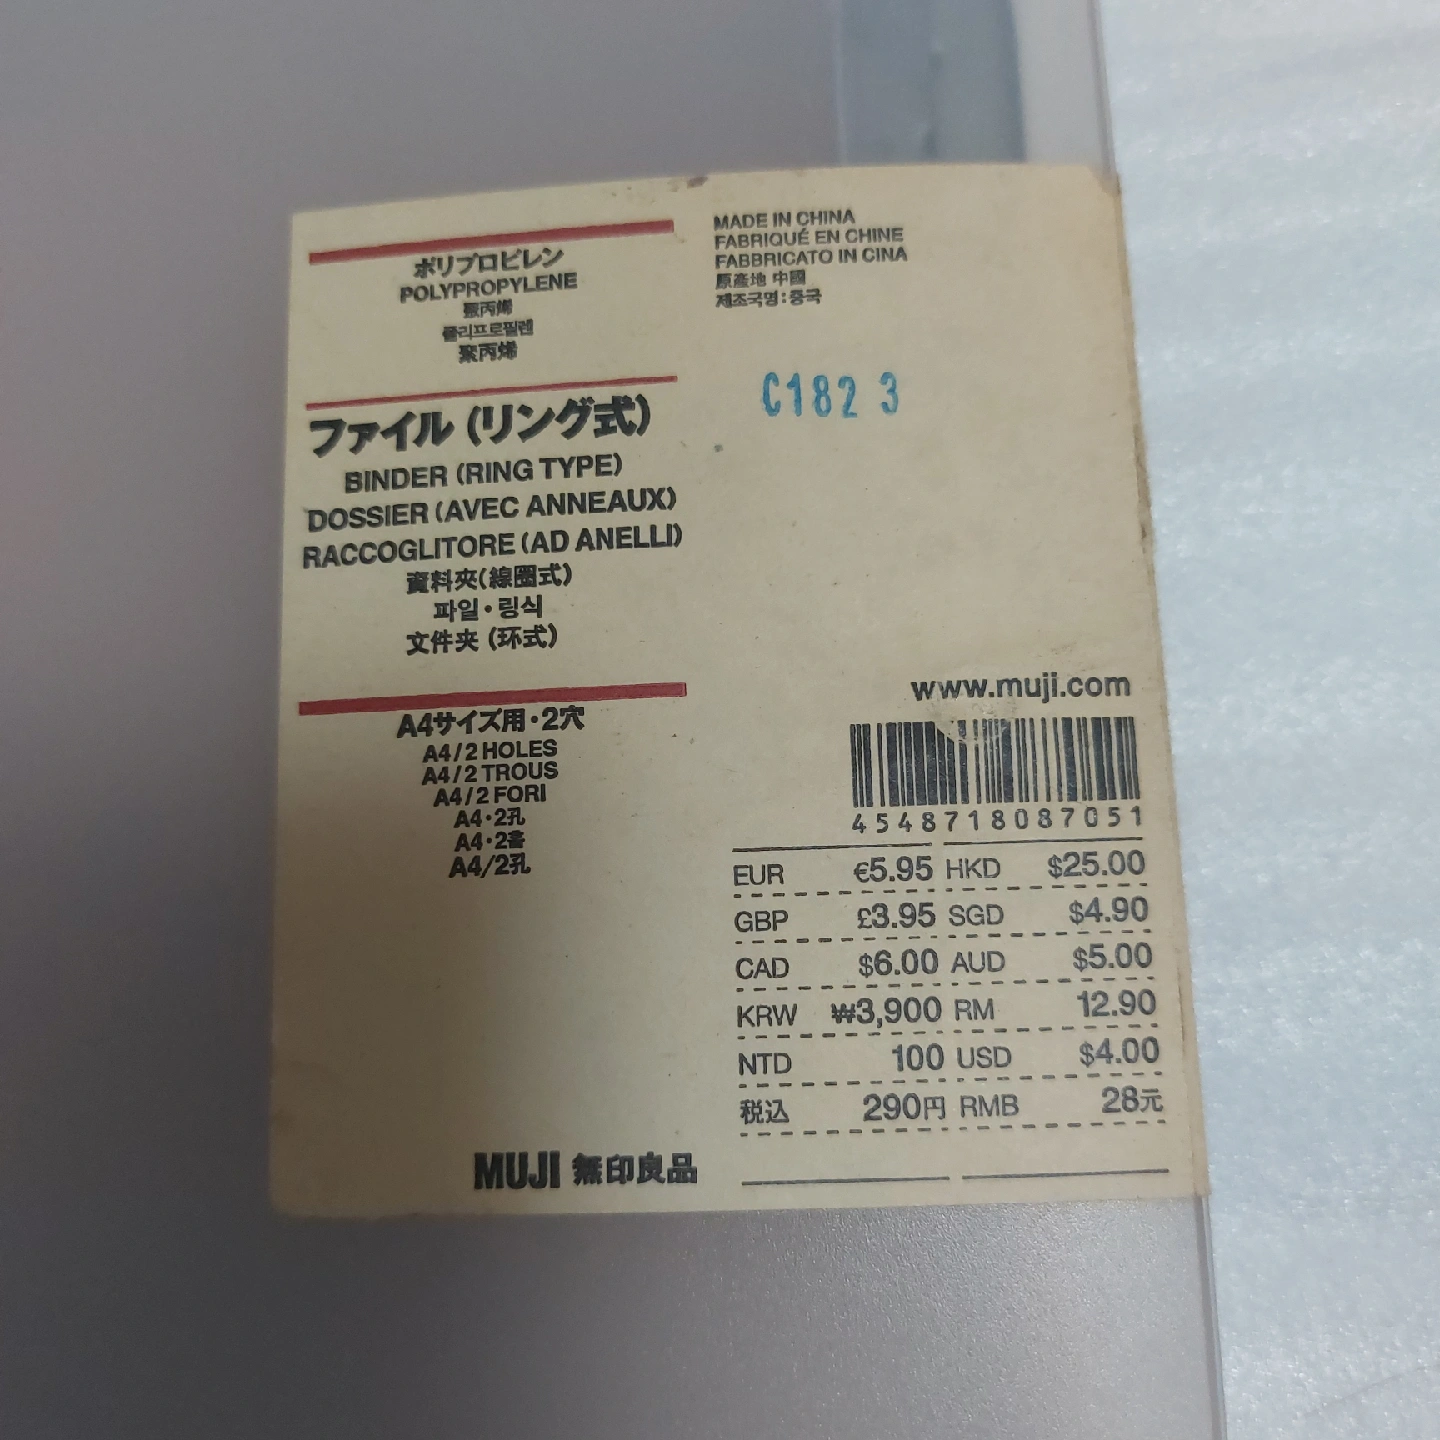 ポリプロピレン
POLYPROPYLENE
聚丙烯
폴리프로필렌
聚丙烯
ファイル(リング式)
BINDER (RING TYPE)
DOSSIER (AVEC ANNEAUX)
RACCOGLITORE (AD ANELLI)
資料夾(線圈式)
파일・링식
文件夹 (环式)
A4サイズ用・2穴
A4/2 HOLES
A4/2 TROUS
A4/2 FORI
A4・2孔
A4・2홀
A4/2孔
MUJI 無印良品
MADE IN CHINA
FABRIQUÉ EN CHINE
FABBRICATO IN CINA
原產地 中國
제조국명:중국
C182 3
www.muji.com
4548718087051
EUR €5.95 HKD $25.00
GBP £3.95 SGD $4.90
CAD $6.00 AUD $5.00
KRW ₩3,900 RM 12.90
NTD 100 USD $4.00
税込 290円 RMB 28元